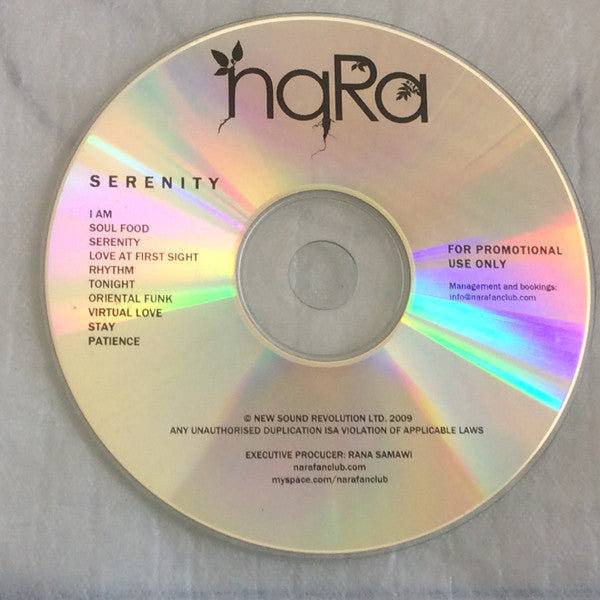 naRa
SERENITY
I AM
SOUL FOOD
SERENITY
LOVE AT FIRST SIGHT
RHYTHM
TONIGHT
ORIENTAL FUNK
VIRTUAL LOVE
STAY
PATIENCE
FOR PROMOTIONAL
USE ONLY
Management and bookings:
info@narafanclub.com
© NEW SOUND REVOLUTION LTD. 2009
ANY UNAUTHORISED DUPLICATION ISA VIOLATION OF APPLICABLE LAWS
EXECUTIVE PRODUCER: RANA SAMAWI
narafanclub.com
myspace.com/narafanclub